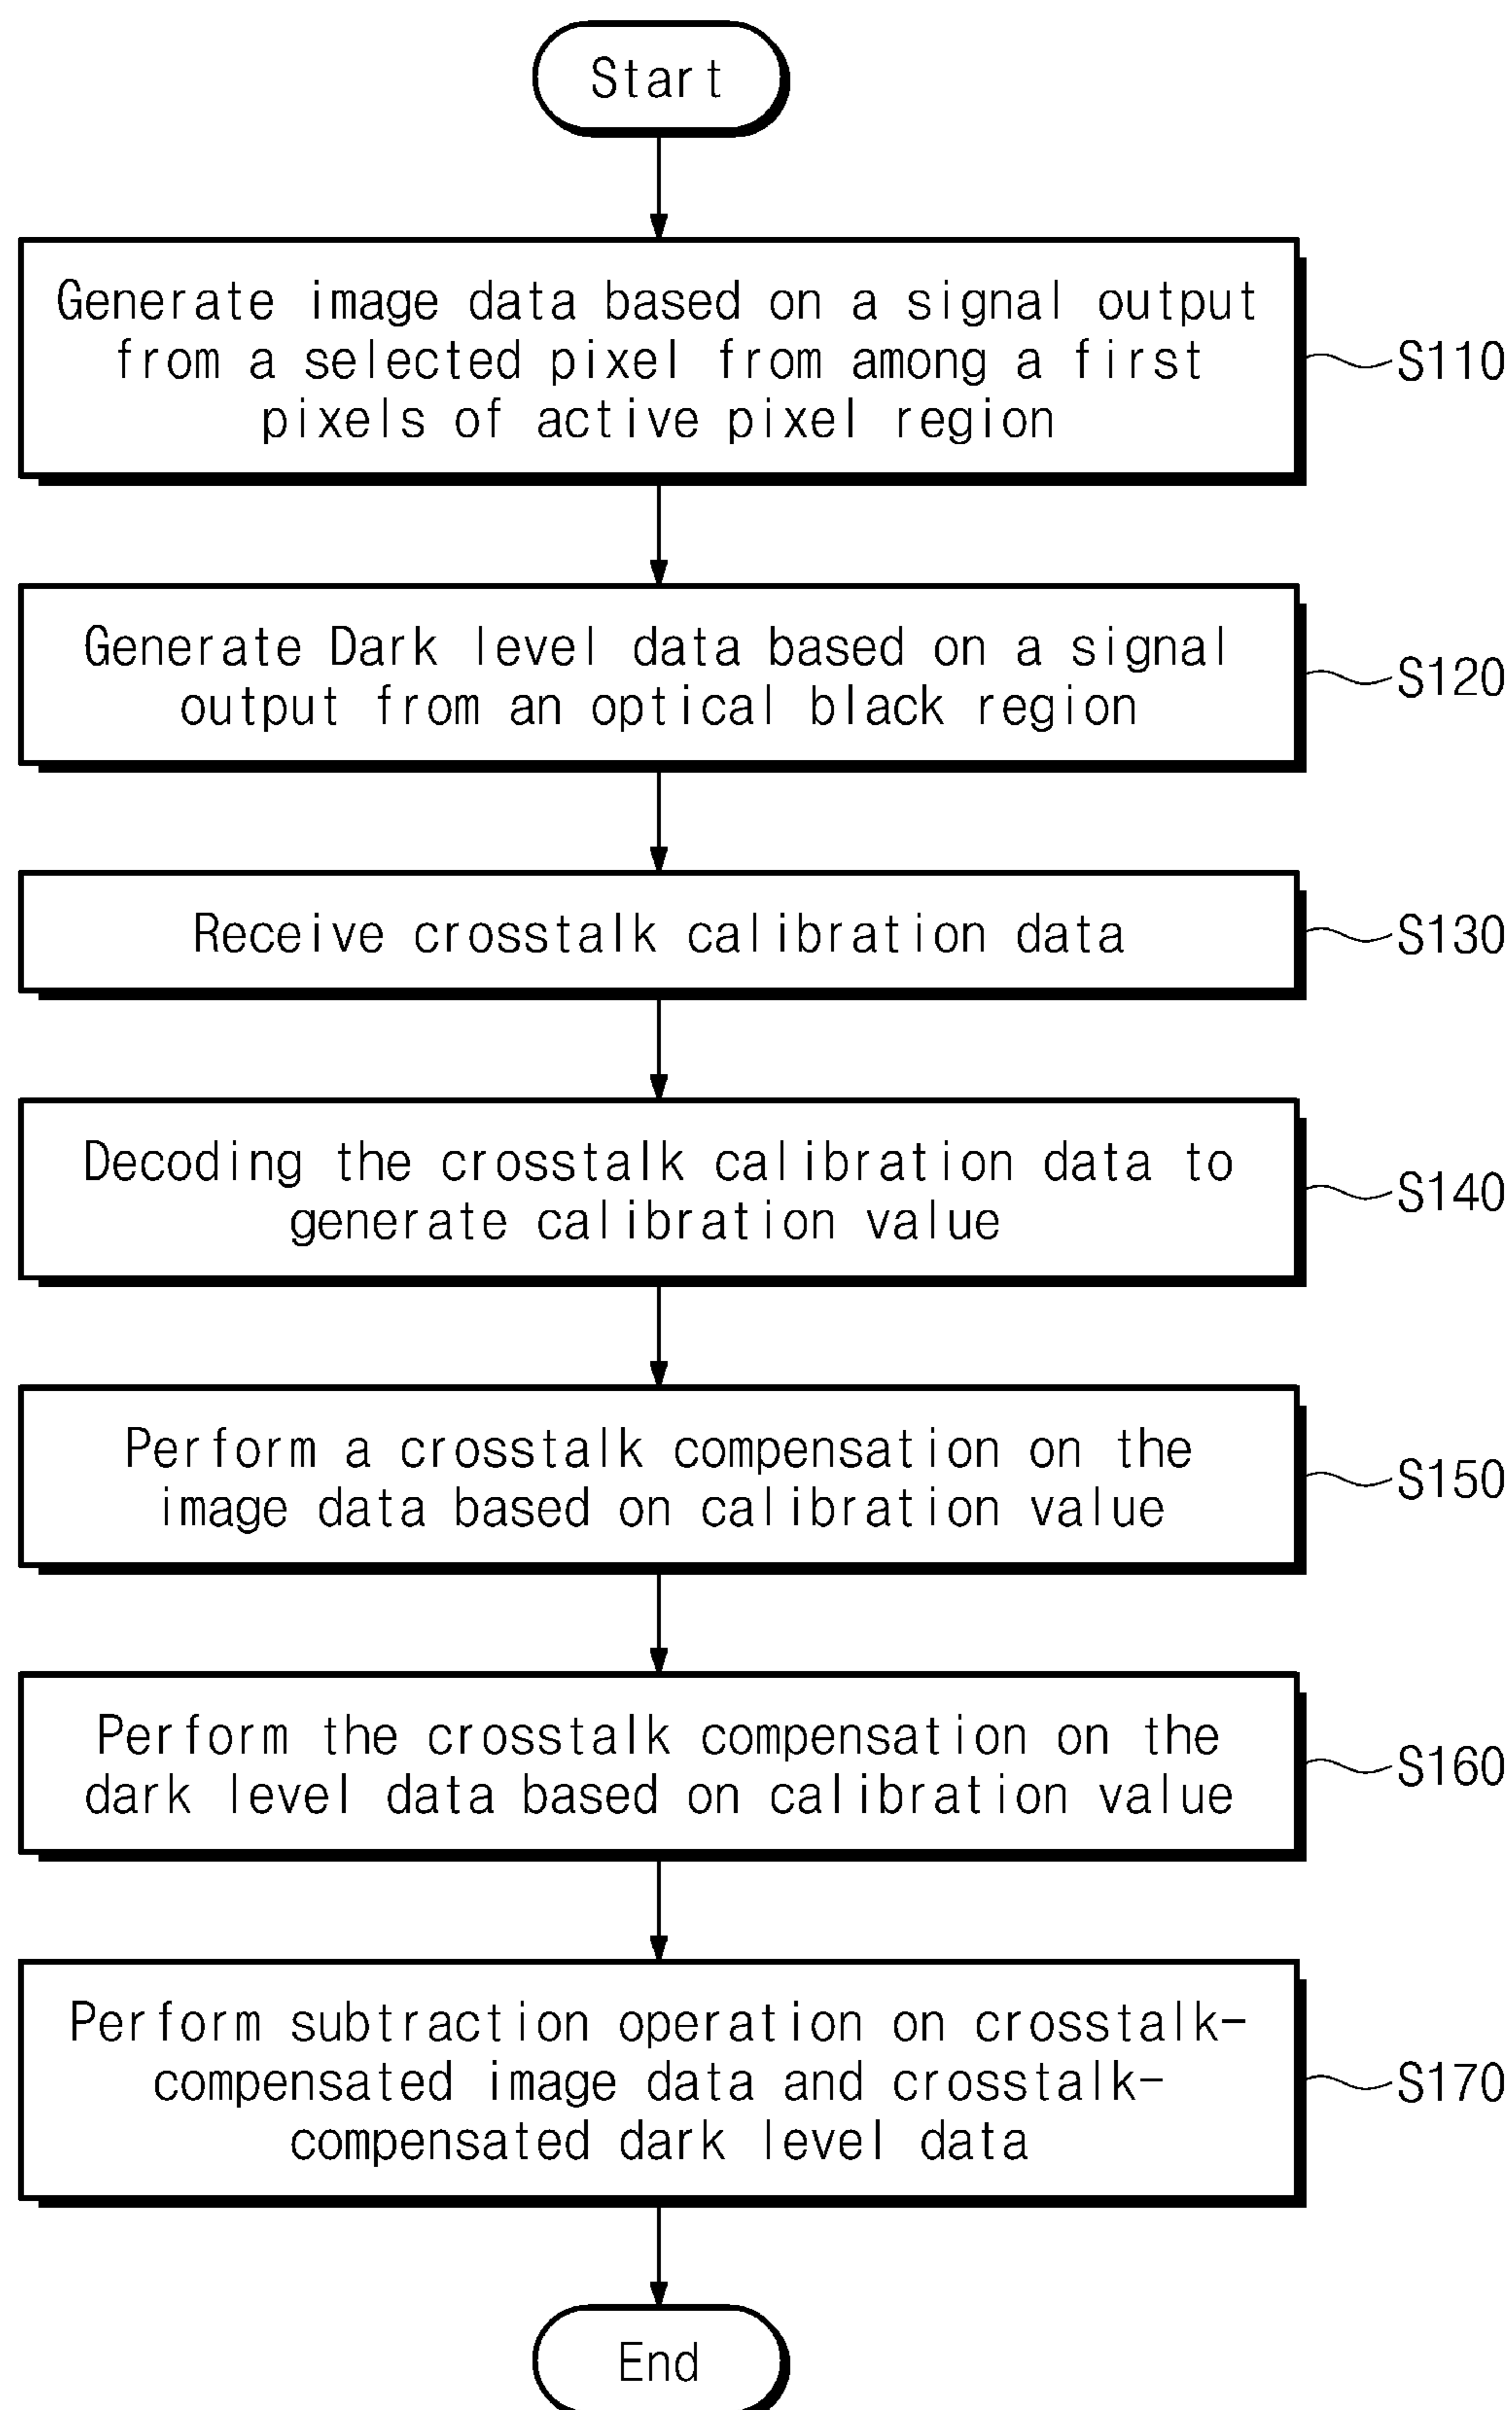 Start
Generate image data based on a signal output
from a selected pixel from among a first
pixels of active pixel region
S110
Generate Dark level data based on a signal
output from an optical black region
S120
Receive crosstalk calibration data
S130
Decoding the crosstalk calibration data to
generate calibration value
S140
Perform a crosstalk compensation on the
image data based on calibration value
S150
Perform the crosstalk compensation on the
dark level data based on calibration value
S160
Perform subtraction operation on crosstalk-
compensated image data and crosstalk-
compensated dark level data
S170
End